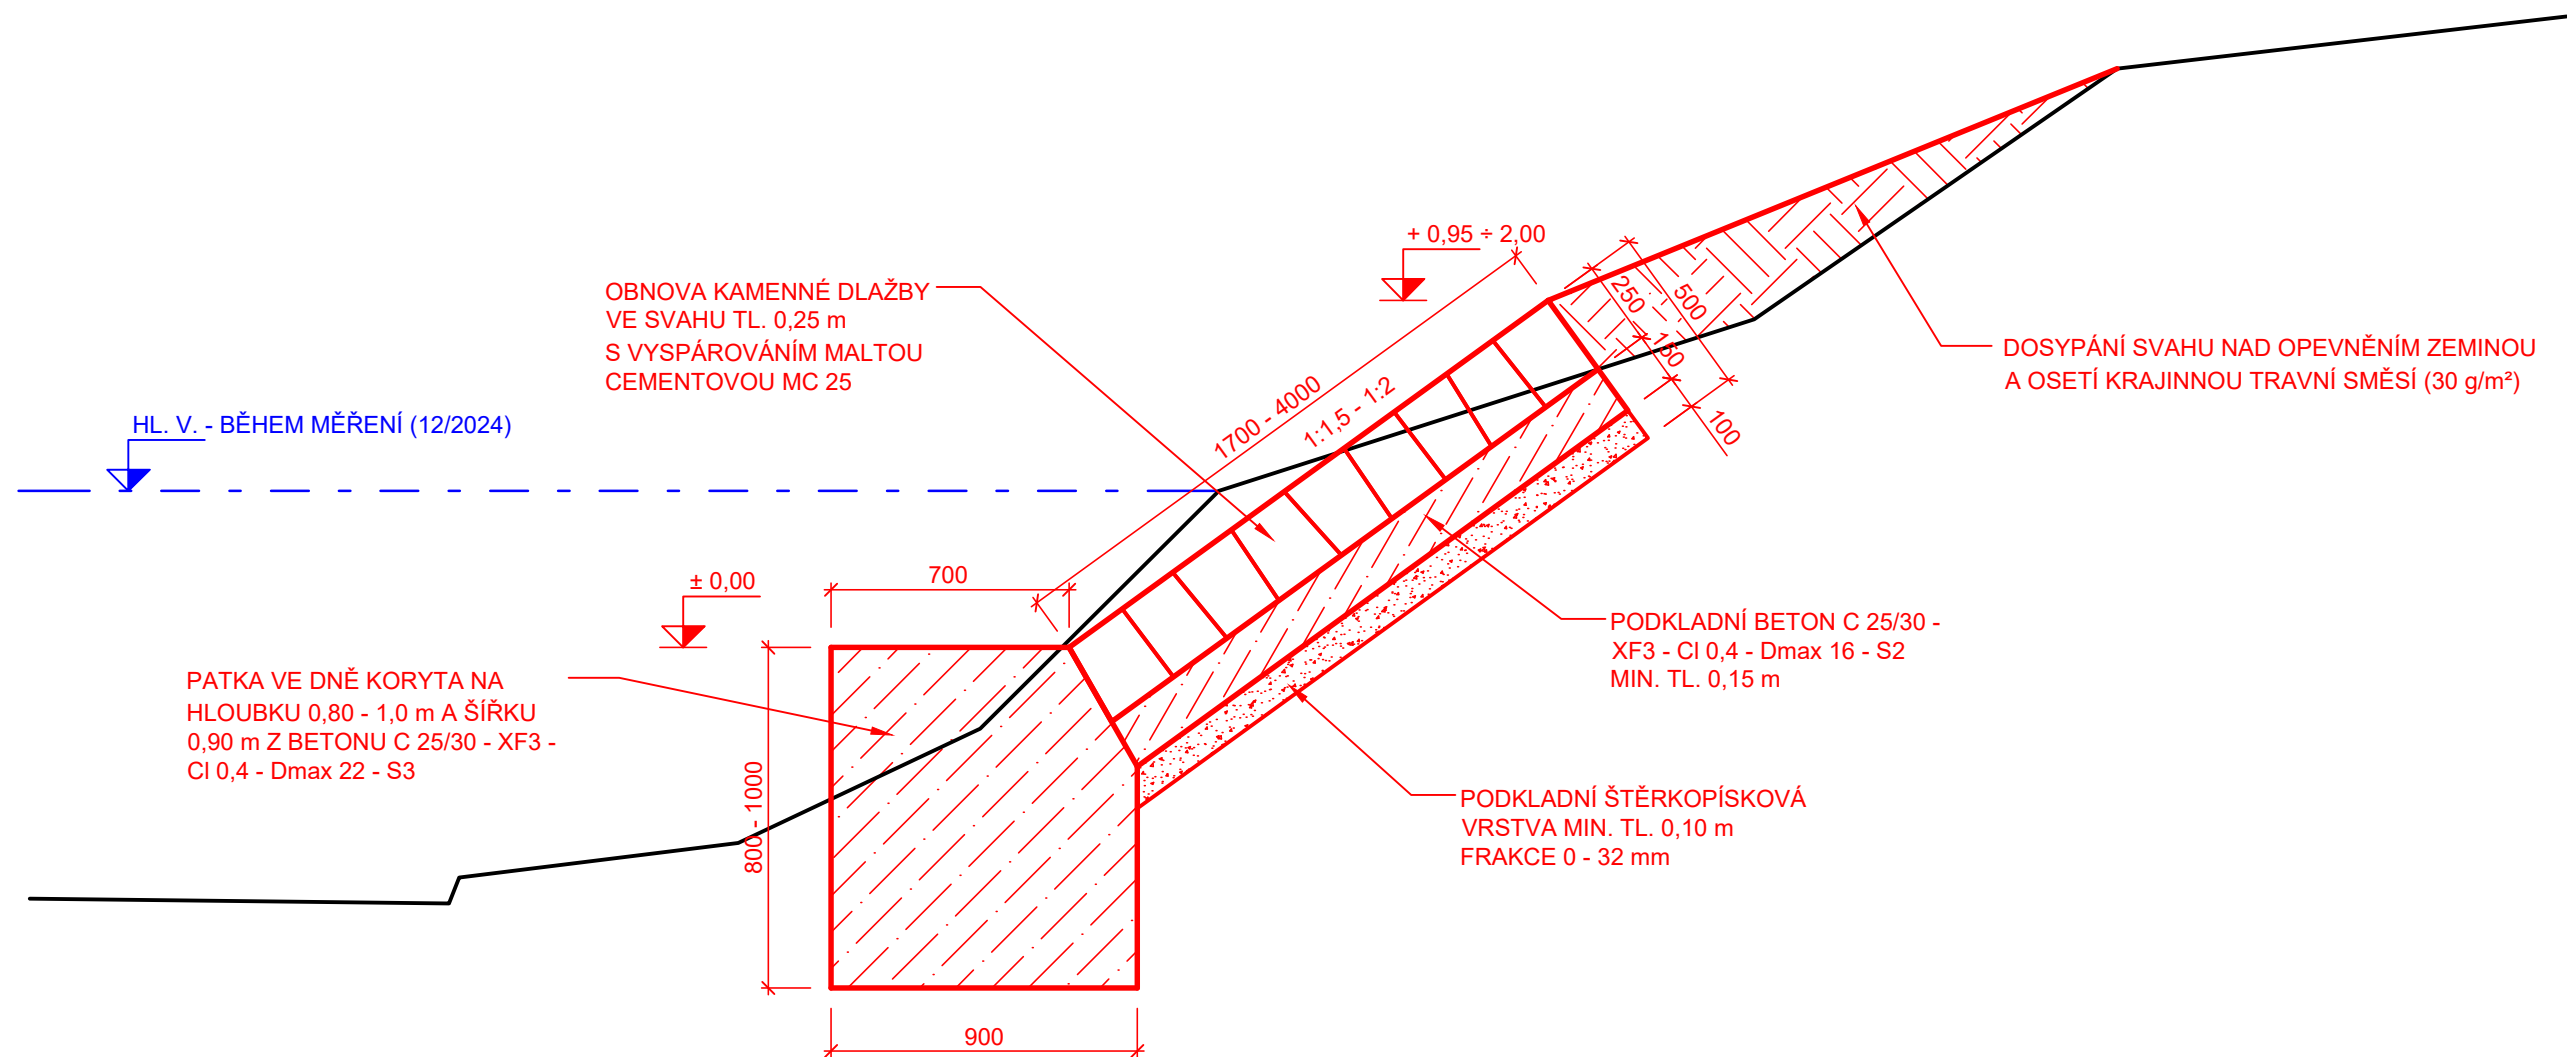 + 0,95 ÷ 2,00
OBNOVA KAMENNÉ DLAŽBY
VE SVAHU TL. 0,25 m
S VYSPÁROVÁNÍM MALTOU
CEMENTOVOU MC 25
250
500
150
100
DOSYPÁNÍ SVAHU NAD OPEVNĚNÍM ZEMINOU
A OSETÍ KRAJINNOU TRAVNÍ SMĚSÍ (30 g/m²)
1700 - 4000
1:1,5 - 1:2
HL. V. - BĚHEM MĚŘENÍ (12/2024)
± 0,00
700
PODKLADNÍ BETON C 25/30 -
XF3 - Cl 0,4 - Dmax 16 - S2
MIN. TL. 0,15 m
PATKA VE DNĚ KORYTA NA
HLOUBKU 0,80 - 1,0 m A ŠÍŘKU
0,90 m Z BETONU C 25/30 - XF3 -
Cl 0,4 - Dmax 22 - S3
800 - 1000
PODKLADNÍ ŠTĚRKOPÍSKOVÁ
VRSTVA MIN. TL. 0,10 m
FRAKCE 0 - 32 mm
900